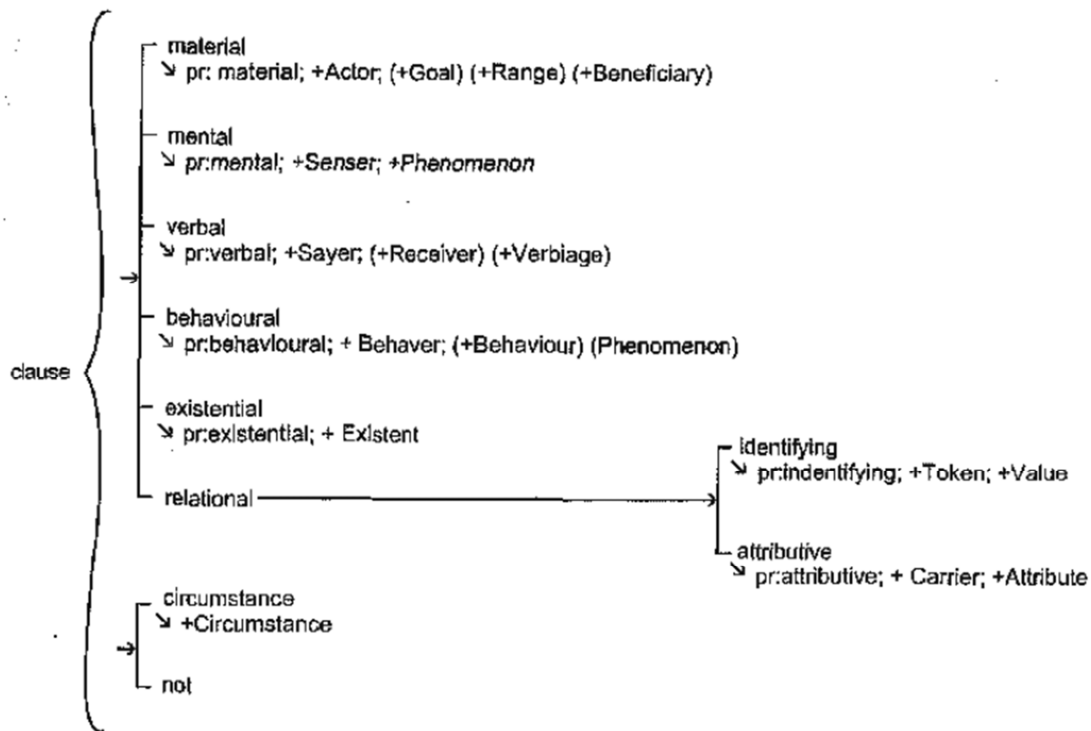 material
↘ pr: material; +Actor; (+Goal) (+Range) (+Beneficiary)
mental
↘ pr:mental; +Senser; +Phenomenon
verbal
↘ pr:verbal; +Sayer; (+Receiver) (+Verbiage)
behavioural
↘ pr:behavioural; + Behaver; (+Behaviour) (Phenomenon)
clause
existential
↘ pr:existential; + Existent
identifying
↘ pr:indentifying; +Token; +Value
relational
attributive
↘ pr:attributive; + Carrier; +Attribute
circumstance
↘ +Circumstance
not